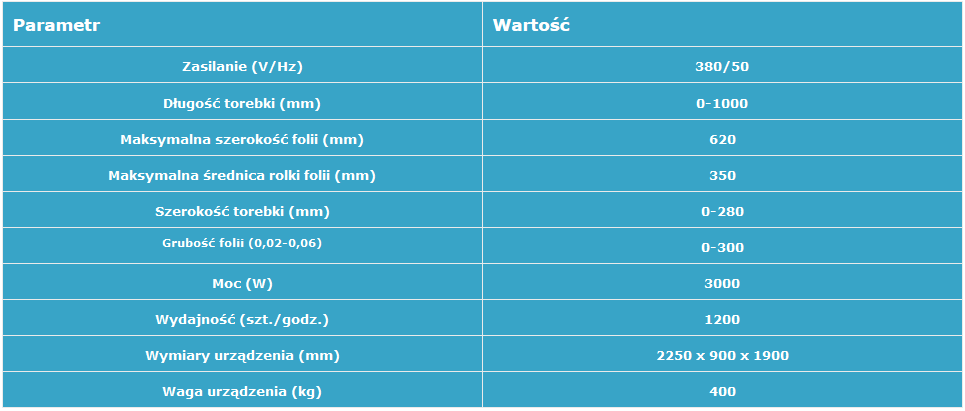 Parametr Wartość
Zasilanie (V/Hz) 380/50
Długość torebki (mm) 0-1000
Maksymalna szerokość folii (mm) 620
Maksymalna średnica rolki folii (mm) 350
Szerokość torebki (mm) 0-280
Grubość folii (0,02-0,06) 0-300
Moc (W) 3000
Wydajność (szt./godz.) 1200
Wymiary urządzenia (mm) 2250 x 900 x 1900
Waga urządzenia (kg) 400